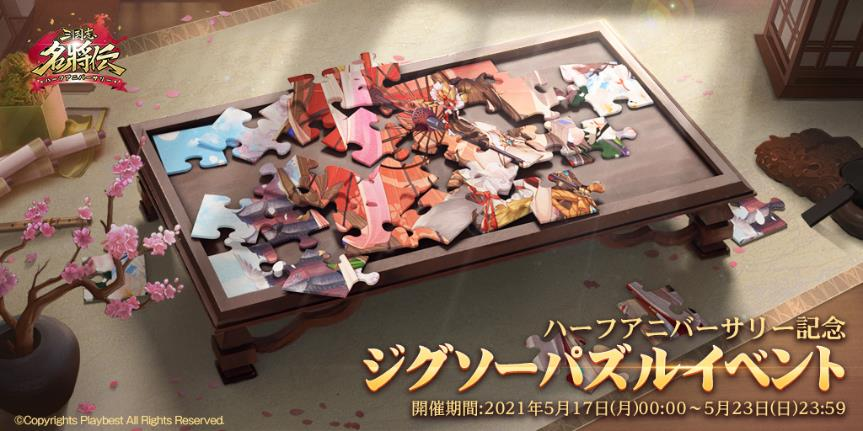 三国志
名將伝
ハーフアニバーサリー
ハーフアニバーサリー記念
ジグソーパズルイベント
開催期間:2021年5月17日(月)00:00～5月23日(日)23:59
©Copyrights Playbest All Rights Reserved.